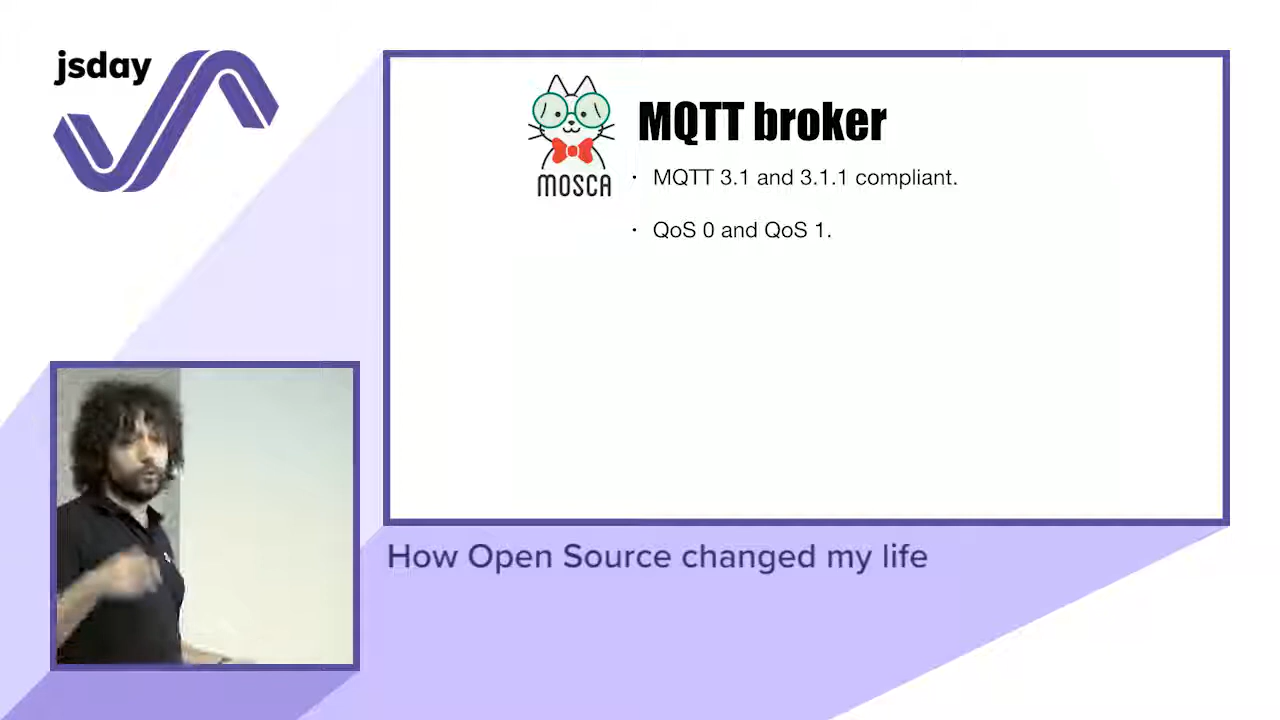 jsday
MQTT broker
MOSCA
· MQTT 3.1 and 3.1.1 compliant.
· QoS 0 and QoS 1.
How Open Source changed my life